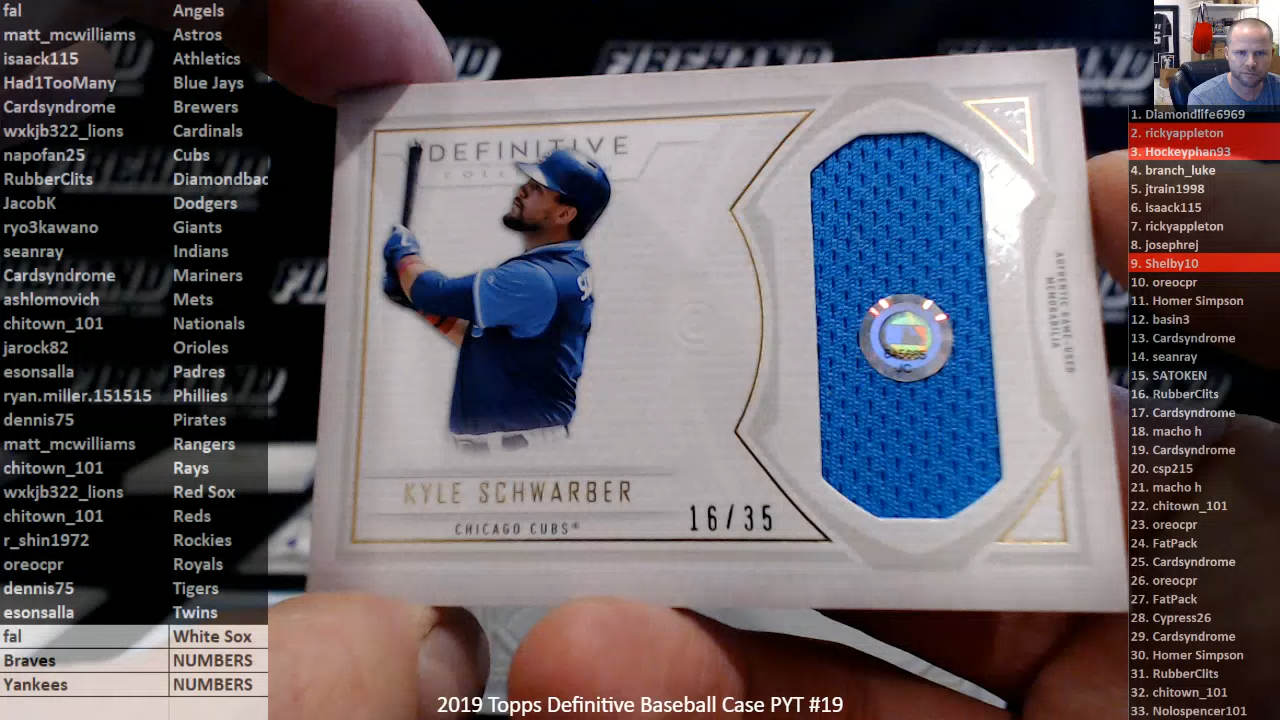 fal Angels
matt_mcwilliams Astros
isaack115 Athletics
Had1TooMany Blue Jays
Cardsyndrome Brewers
wxkjb322_lions Cardinals
napofan25 Cubs
RubberClits Diamondbac
JacobK Dodgers
ryo3kawano Giants
seanray Indians
Cardsyndrome Mariners
ashlomovich Mets
chitown_101 Nationals
jarock82 Orioles
esonsalla Padres
ryan.miller.151515 Phillies
dennis75 Pirates
matt_mcwilliams Rangers
chitown_101 Rays
wxkjb322_lions Red Sox
chitown_101 Reds
r_shin1972 Rockies
oreocpr Royals
dennis75 Tigers
esonsalla Twins
fal White Sox
Braves NUMBERS
Yankees NUMBERS
FIREHAND
DEFINITIVE
COLLECTION
KYLE SCHWARBER
CHICAGO CUBS®
16/35
AUTHENTIC GAME-USED
MEMORABILIA
JC
2019 Topps Definitive Baseball Case PYT #19
1. Diamondlife6969
2. rickyappleton
3. Hockeyphan93
4. branch_luke
5. jtrain1998
6. isaack115
7. rickyappleton
8. josephrej
9. Shelby10
10. oreocpr
11. Homer Simpson
12. basin3
13. Cardsyndrome
14. seanray
15. SATOKEN
16. RubberClits
17. Cardsyndrome
18. macho h
19. Cardsyndrome
20. csp215
21. macho h
22. chitown_101
23. oreocpr
24. FatPack
25. Cardsyndrome
26. oreocpr
27. FatPack
28. Cypress26
29. Cardsyndrome
30. Homer Simpson
31. RubberClits
32. chitown_101
33. Nolospencer101